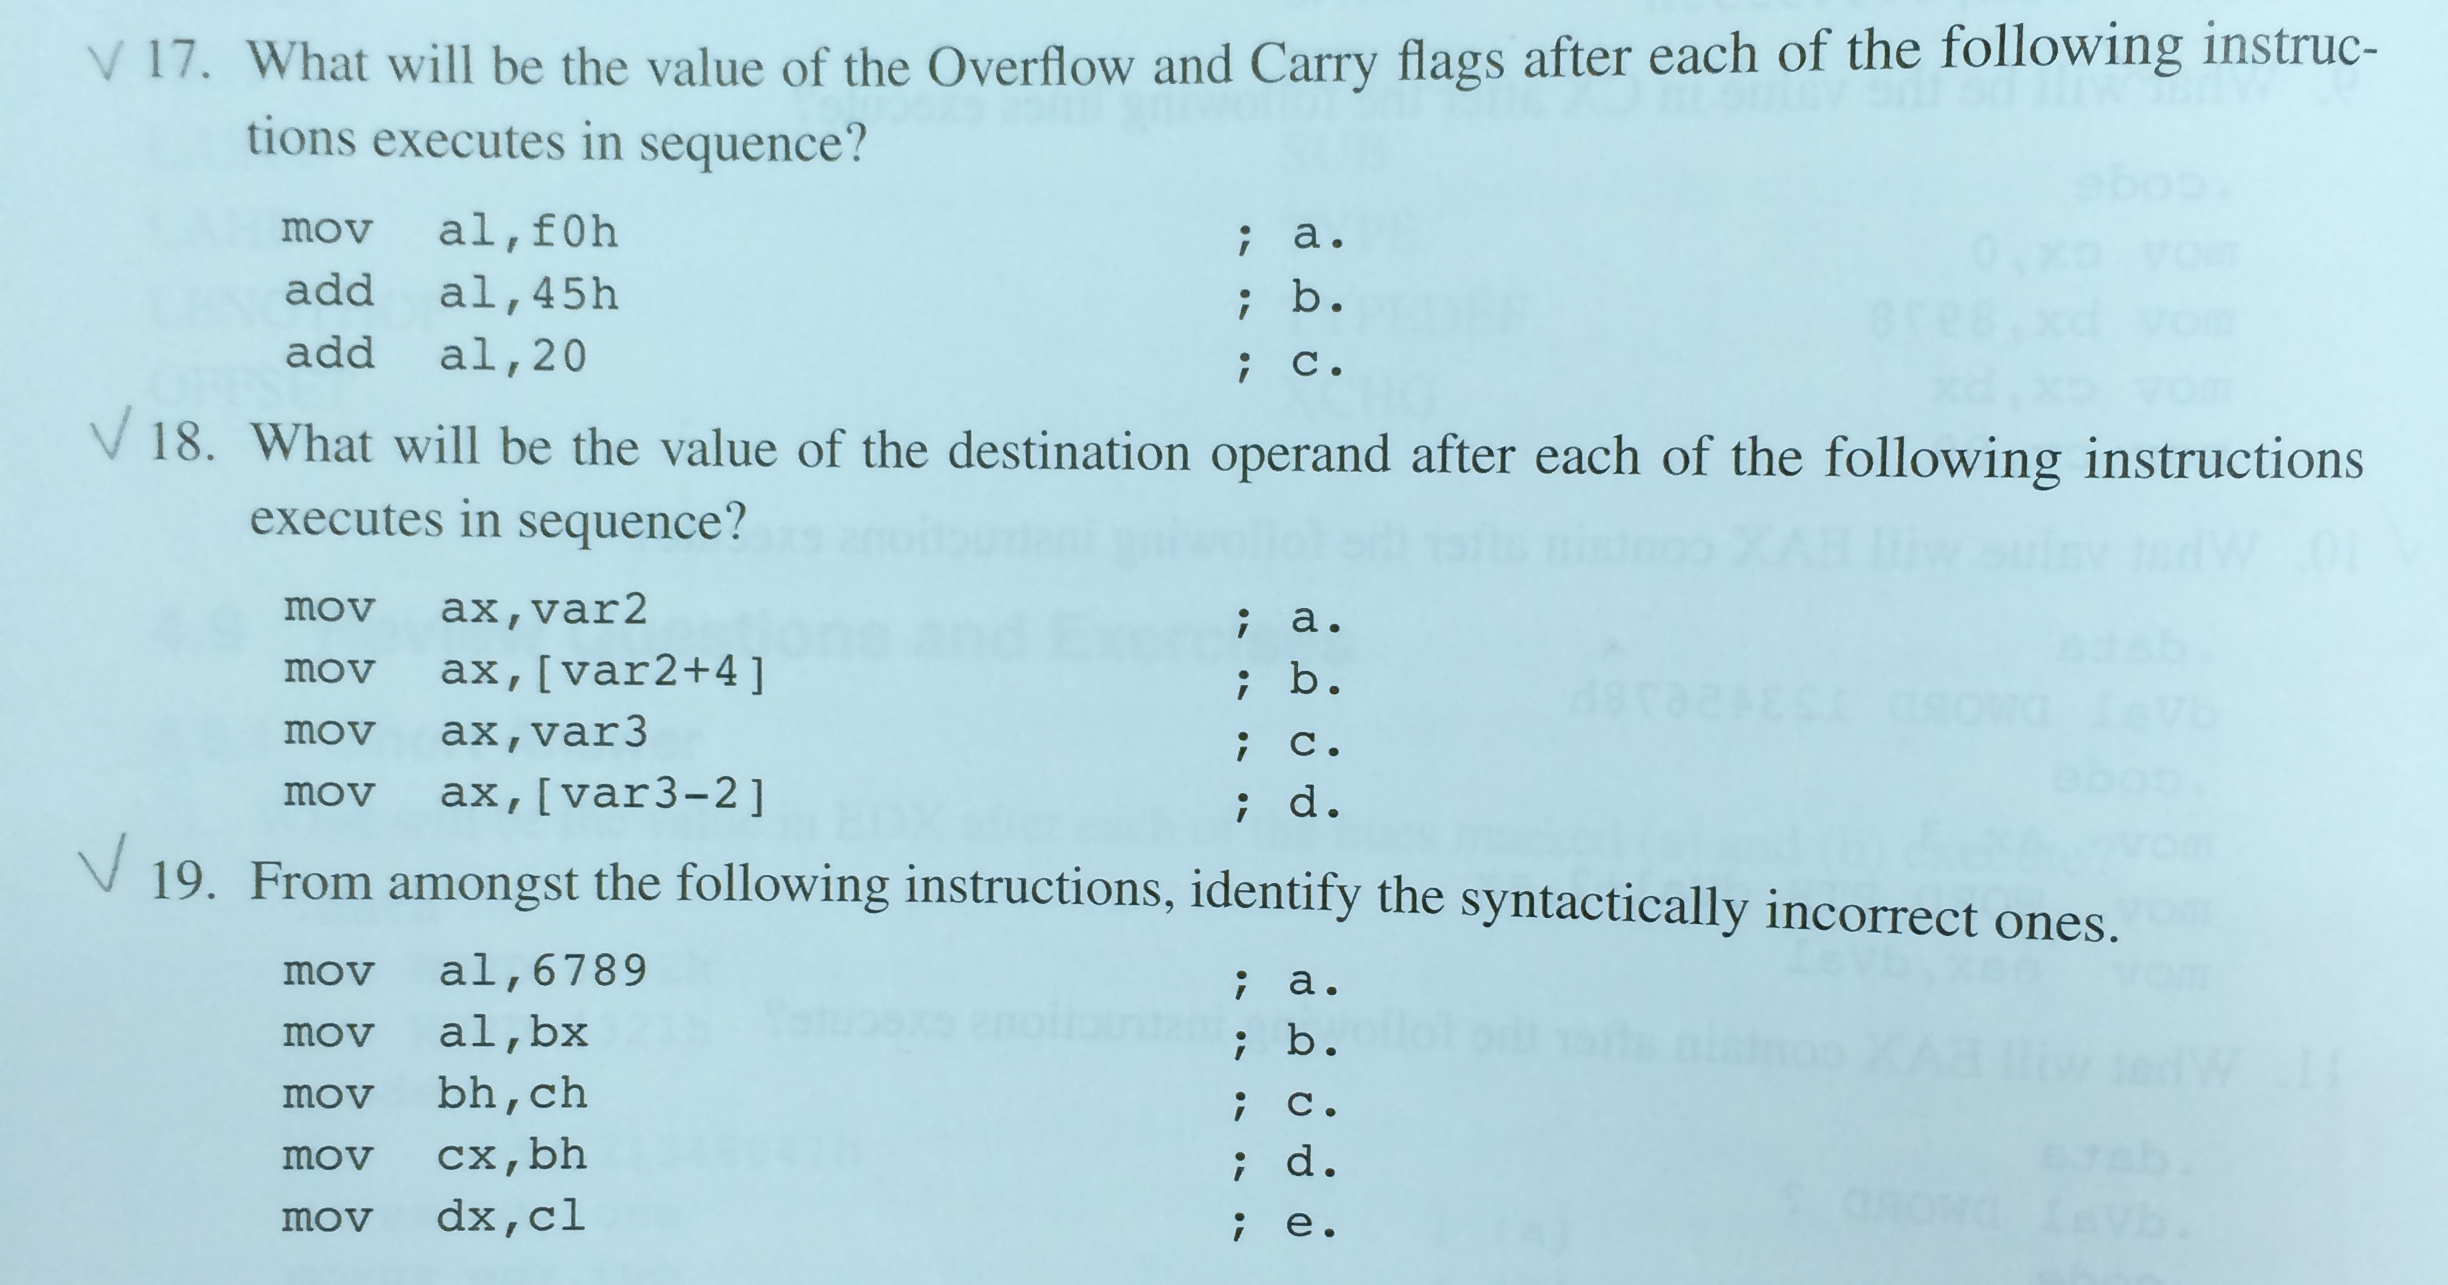 √ 17. What will be the value of the Overflow and Carry flags after each of the following instruc-
tions executes in sequence?
mov al,f0h ; a.
add al,45h ; b.
add al,20 ; c.
√ 18. What will be the value of the destination operand after each of the following instructions
executes in sequence?
mov ax,var2 ; a.
mov ax,[var2+4] ; b.
mov ax,var3 ; c.
mov ax,[var3-2] ; d.
√ 19. From amongst the following instructions, identify the syntactically incorrect ones.
mov al,6789 ; a.
mov al,bx ; b.
mov bh,ch ; c.
mov cx,bh ; d.
mov dx,cl ; e.